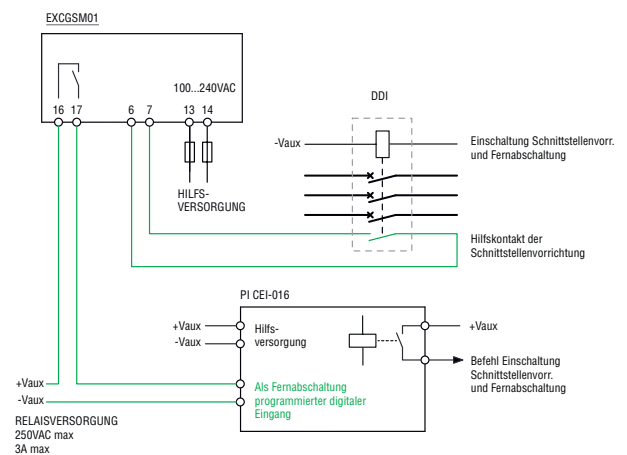 EXCGSM01
100...240VAC
16 17 6 7 13 14
HILFS-
VERSORGUNG
DDI
-Vaux
Einschaltung Schnittstellenvorr.
und Fernabschaltung
Hilfskontakt der
Schnittstellenvorrichtung
PI CEI-016
+Vaux
-Vaux
Hilfs-
versorgung
+Vaux
Befehl Einschaltung
Schnittstellenvorr.
und Fernabschaltung
Als Fernabschaltung
programmierter digitaler
Eingang
+Vaux
-Vaux
RELAISVERSORGUNG
250VAC max
3A max